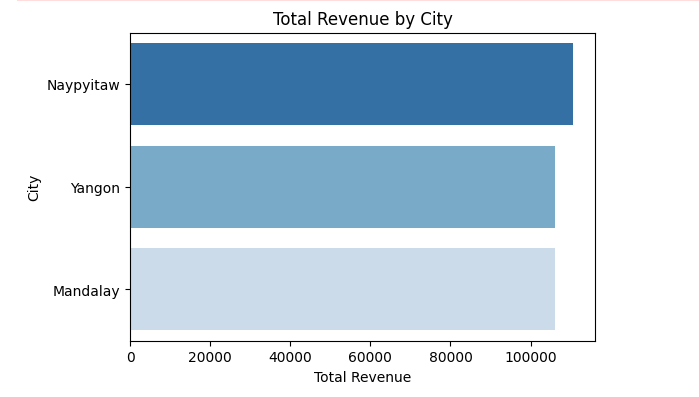 Total Revenue by City
City
Naypyitaw
Yangon
Mandalay
0 20000 40000 60000 80000 100000
Total Revenue